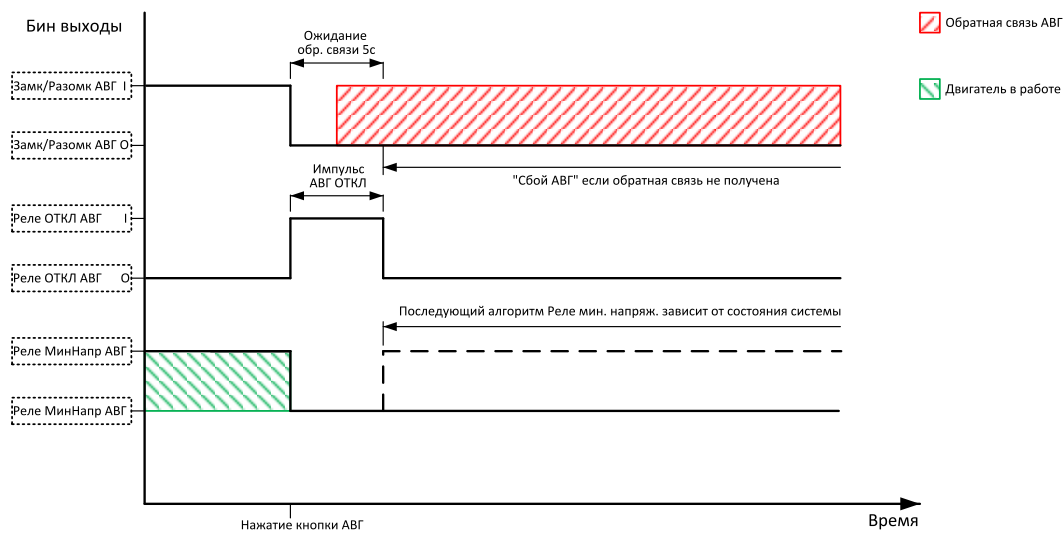 Бин выходы
Ожидание
обр. связи 5с
Обратная связь АВГ
Двигатель в работе
Замк/Разомк АВГ I
Замк/Разомк АВГ О
Импульс
АВГ ОТКЛ
"Сбой АВГ" если обратная связь не получена
Реле ОТКЛ АВГ I
Реле ОТКЛ АВГ О
Последующий алгоритм Реле мин. напряж. зависит от состояния системы
Реле МинНапр АВГ
Реле МинНапр АВГ
Нажатие кнопки АВГ
Время